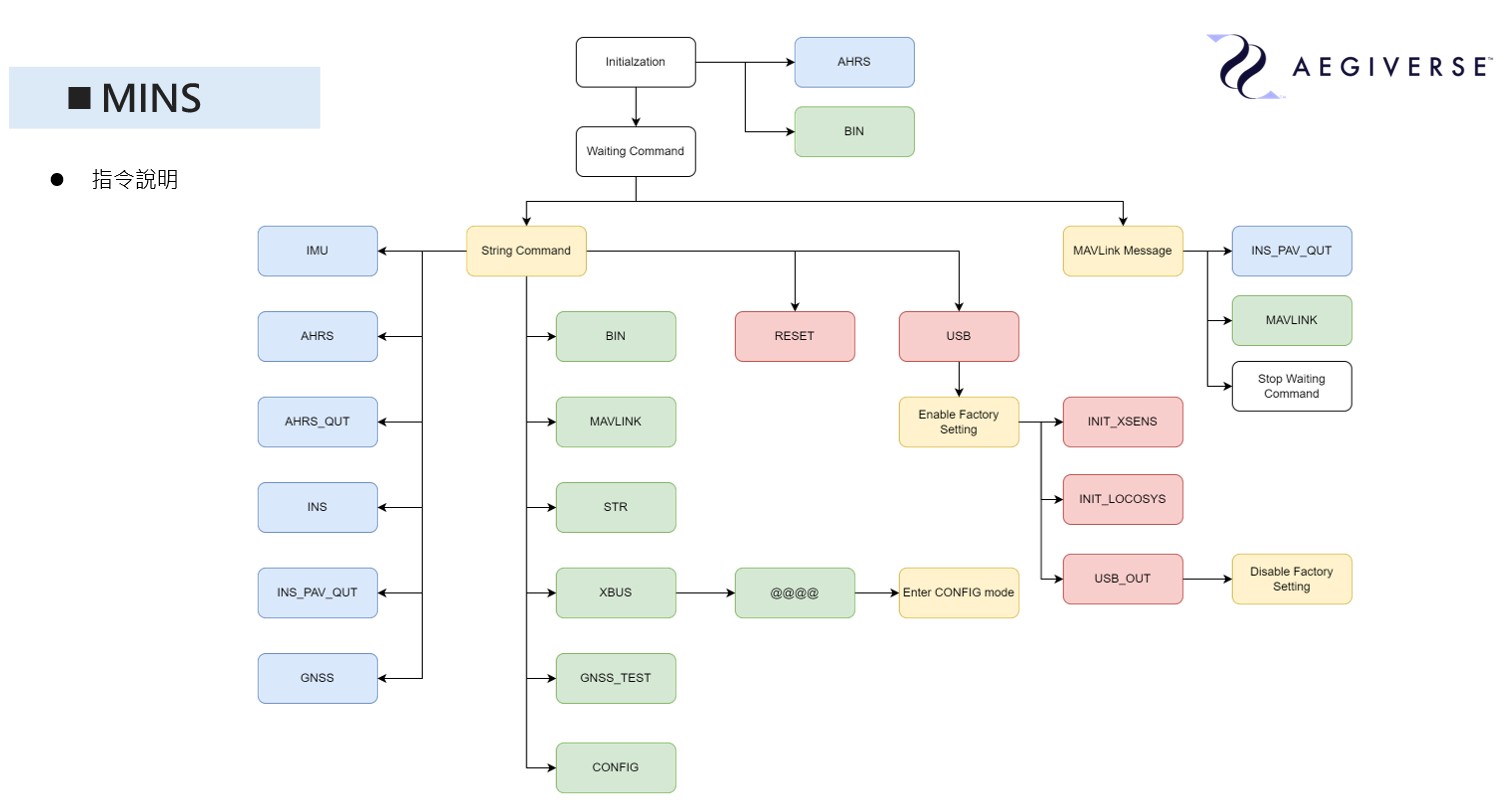 Initialzation
AHRS
AEGIVERSE™
■ MINS
BIN
Waiting Command
● 指令說明
IMU
String Command
MAVLink Message
INS_PAV_QUT
AHRS
BIN
RESET
USB
MAVLINK
Stop Waiting
Command
AHRS_QUT
MAVLINK
Enable Factory
Setting
INIT_XSENS
INS
STR
INIT_LOCOSYS
INS_PAV_QUT
XBUS
@@@@
Enter CONFIG mode
USB_OUT
Disable Factory
Setting
GNSS
GNSS_TEST
CONFIG